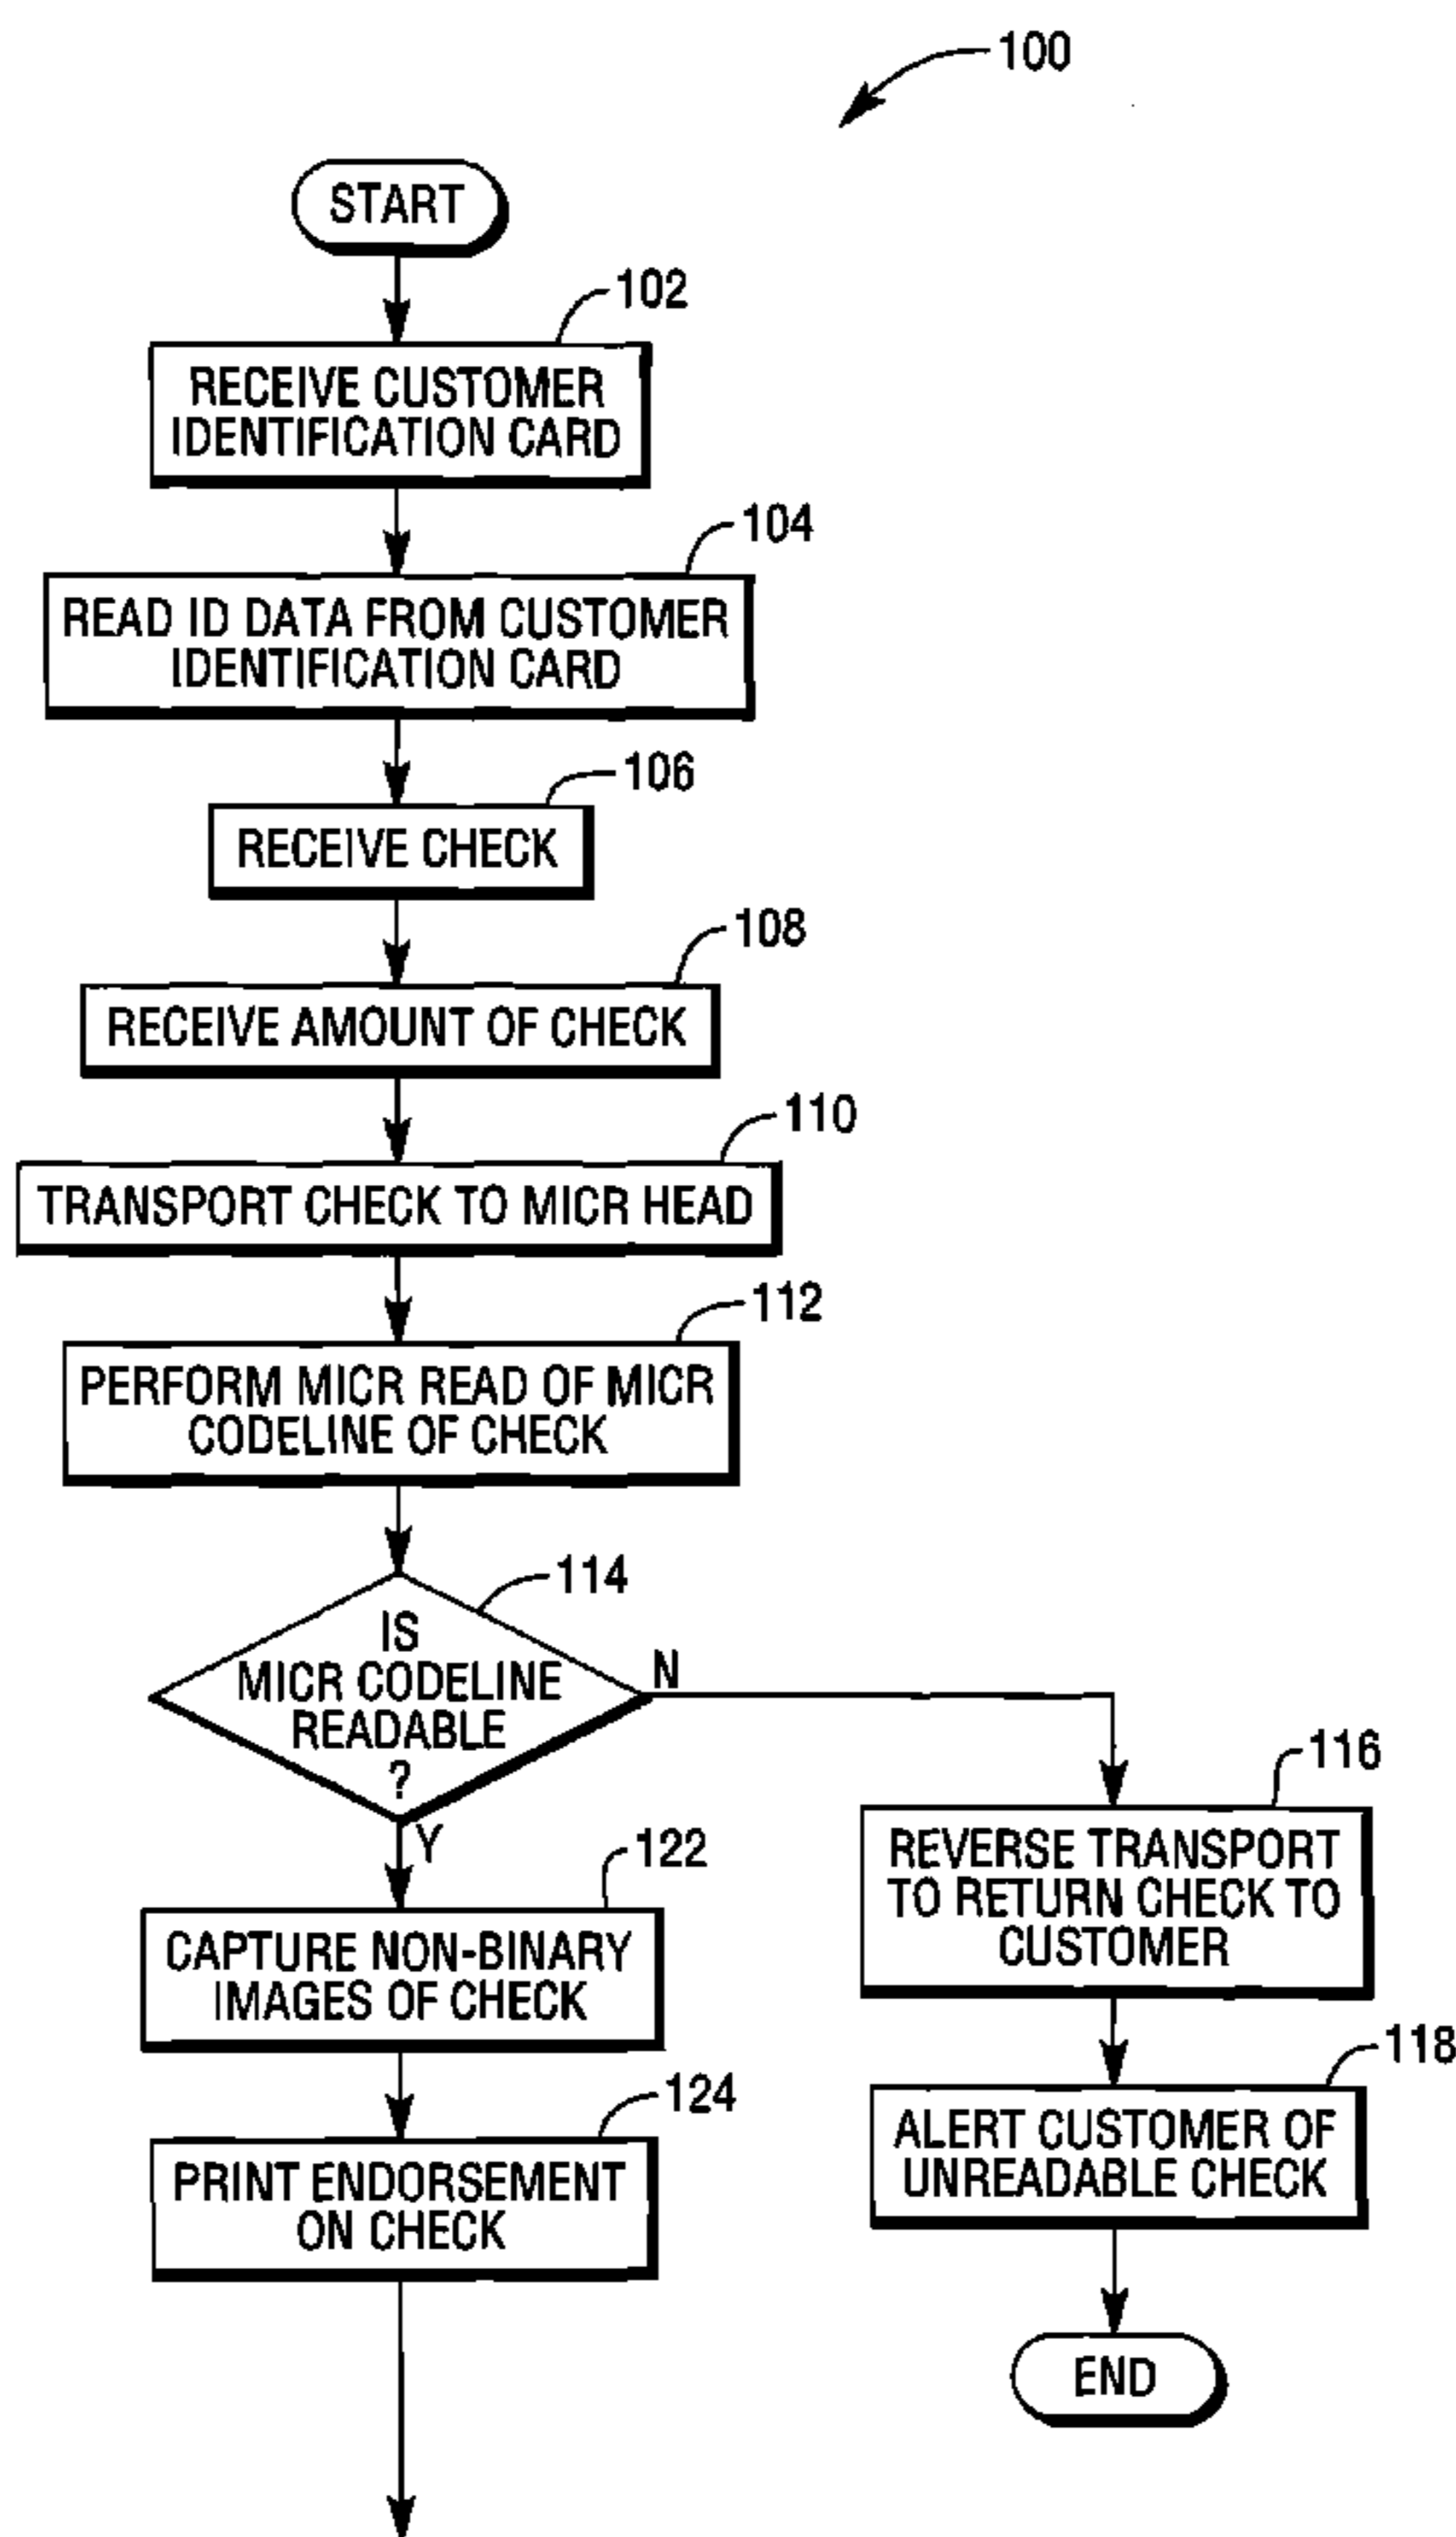 100
START
102
RECEIVE CUSTOMER
IDENTIFICATION CARD
104
READ ID DATA FROM CUSTOMER
IDENTIFICATION CARD
106
RECEIVE CHECK
108
RECEIVE AMOUNT OF CHECK
110
TRANSPORT CHECK TO MICR HEAD
112
PERFORM MICR READ OF MICR
CODELINE OF CHECK
114
IS
MICR CODELINE
READABLE
?
N
Y
116
REVERSE TRANSPORT
TO RETURN CHECK TO
CUSTOMER
118
ALERT CUSTOMER OF
UNREADABLE CHECK
END
122
CAPTURE NON-BINARY
IMAGES OF CHECK
124
PRINT ENDORSEMENT
ON CHECK